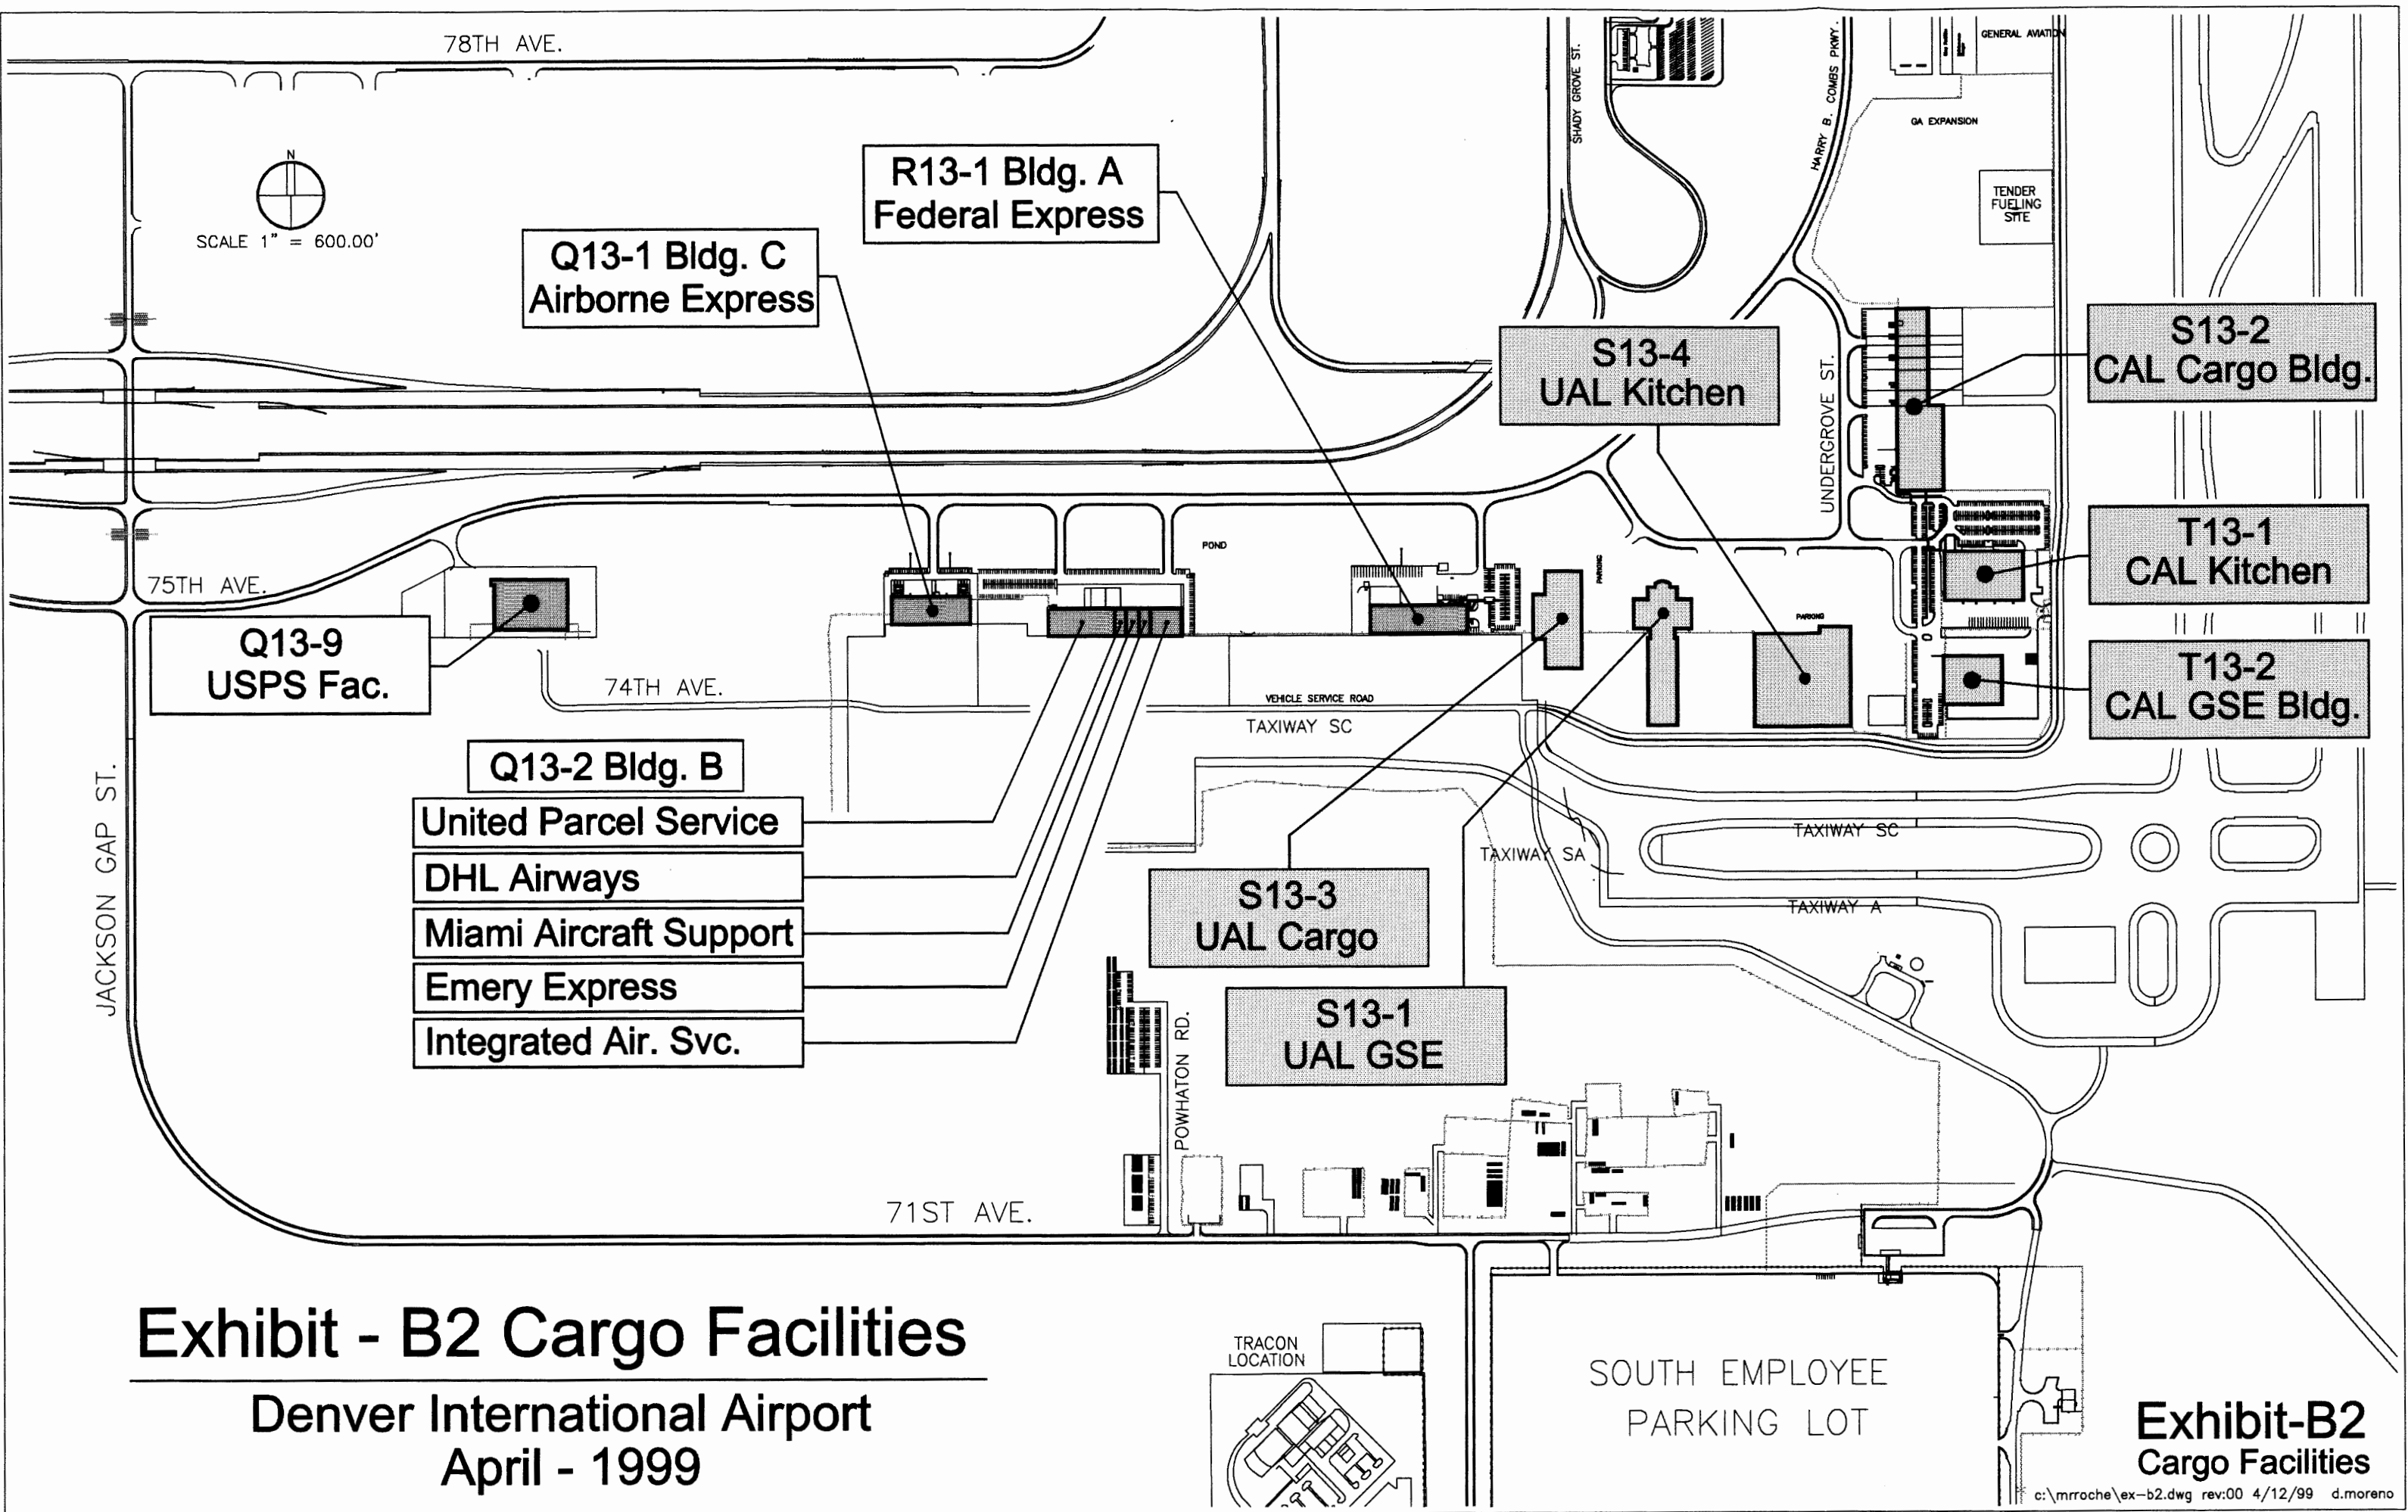 78TH AVE.
N
SCALE 1" = 600.00'
SHADY GROVE ST.
HARRY B. COMBS PKWY.
GENERAL AVIATION
GA EXPANSION
TENDER
FUELING
SITE
R13-1 Bldg. A
Federal Express
Q13-1 Bldg. C
Airborne Express
S13-4
UAL Kitchen
UNDERGROVE ST.
S13-2
CAL Cargo Bldg.
T13-1
CAL Kitchen
T13-2
CAL GSE Bldg.
75TH AVE.
POND
PARKING
PARKING
Q13-9
USPS Fac.
74TH AVE.
VEHICLE SERVICE ROAD
TAXIWAY SC
Q13-2 Bldg. B
United Parcel Service
DHL Airways
Miami Aircraft Support
Emery Express
Integrated Air. Svc.
JACKSON GAP ST.
TAXIWAY SC
TAXIWAY SA
TAXIWAY A
S13-3
UAL Cargo
S13-1
UAL GSE
POWHATON RD.
71ST AVE.
Exhibit - B2 Cargo Facilities
Denver International Airport
April - 1999
TRACON
LOCATION
SOUTH EMPLOYEE
PARKING LOT
Exhibit-B2
Cargo Facilities
c:\mrroche\ex-b2.dwg rev:00 4/12/99 d.moreno